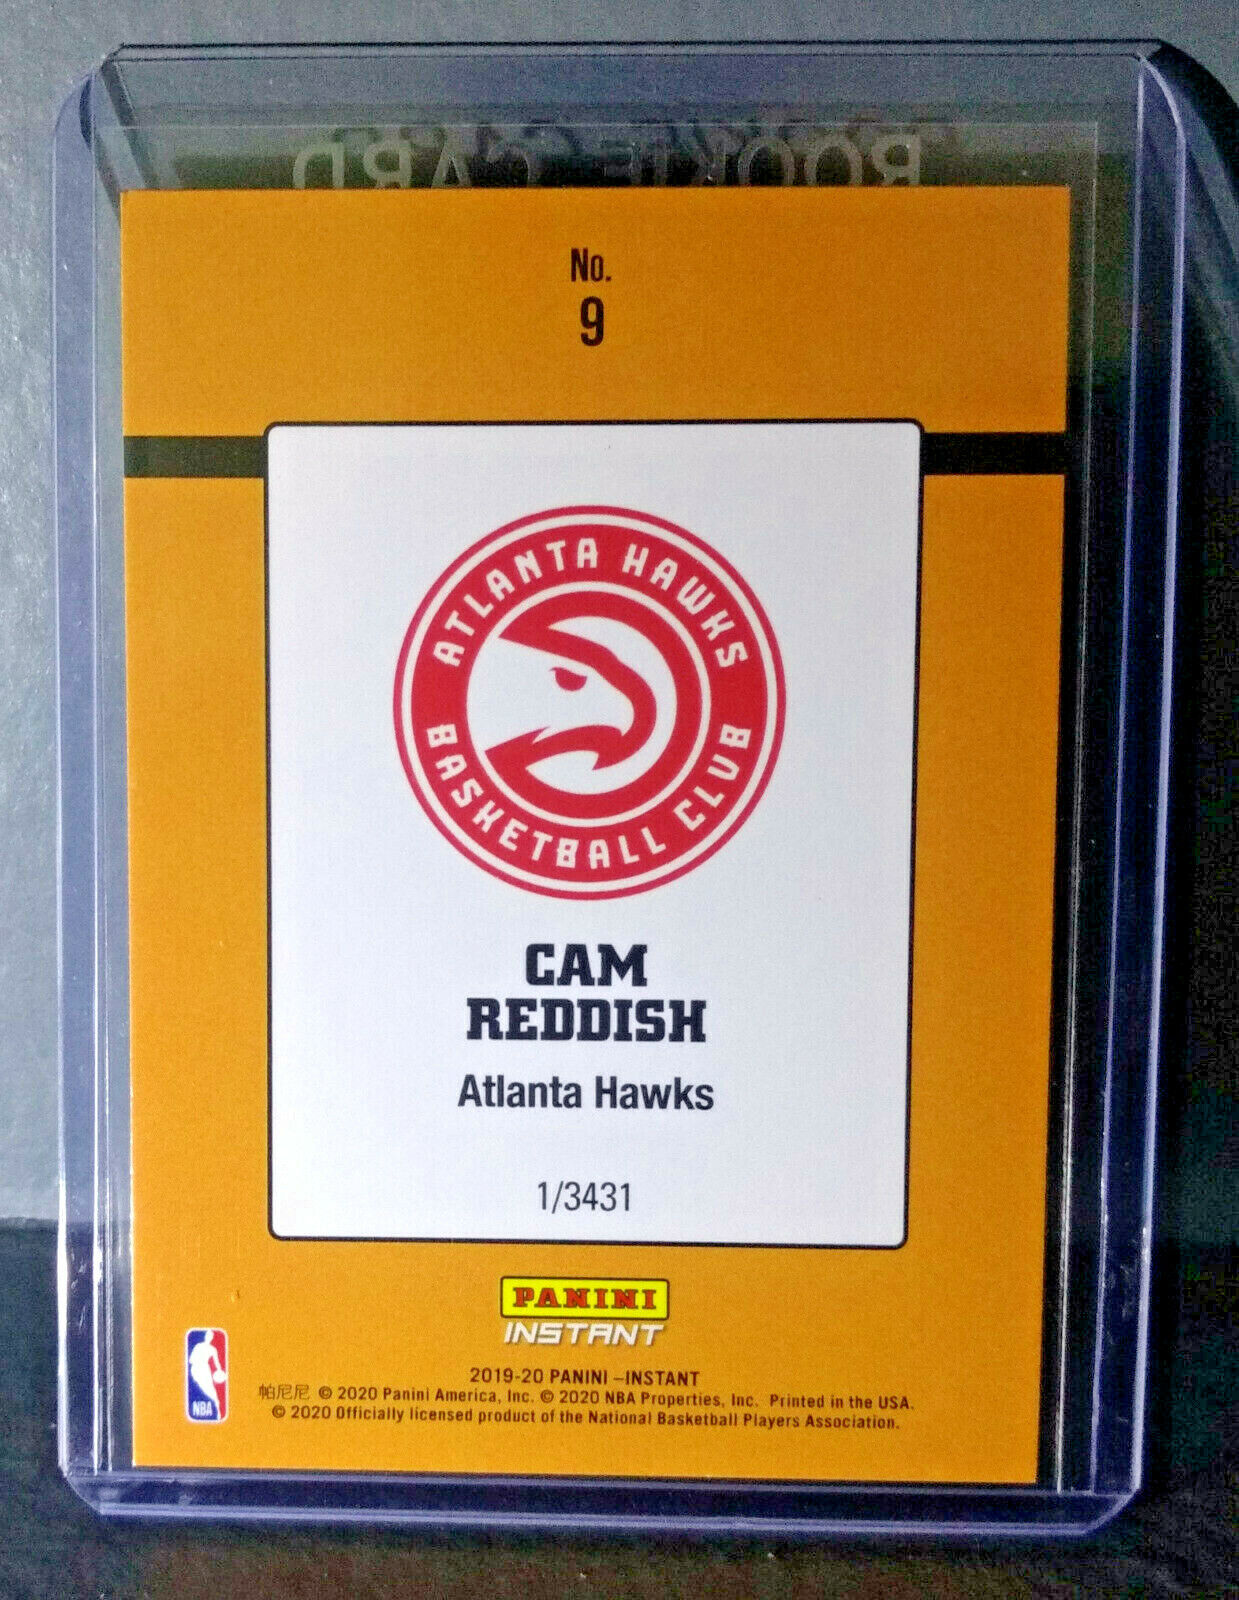 ROOKIE CARD
No.
9
ATLANTA HAWKS
BASKETBALL CLUB
CAM
REDDISH
Atlanta Hawks
1/3431
PANINI
INSTANT
2019-20 PANINI –INSTANT
帕尼尼 © 2020 Panini America, Inc. © 2020 NBA Properties, Inc. Printed in the USA.
© 2020 Officially licensed product of the National Basketball Players Association.
NBA